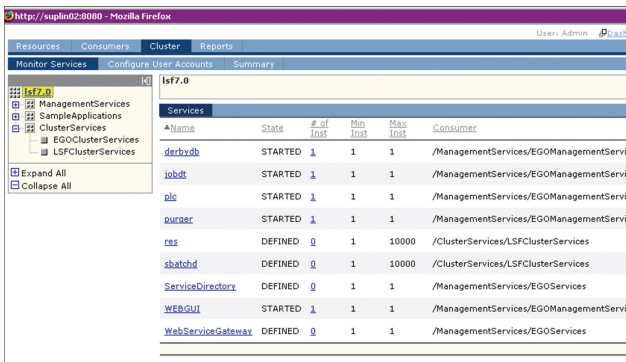 http://suplin02:8080 - Mozilla Firefox
User: Admin Dash
Resources Consumers Cluster Reports
Monitor Services Configure User Accounts Summary
lsf7.0
ManagementServices
SampleApplications
ClusterServices
EGOClusterServices
LSFClusterServices
Expand All
Collapse All
lsf7.0
Services
Name State # of Inst Min Inst Max Inst Consumer
derbydb STARTED 1 1 1 /ManagementServices/EGOManagementServi
jobdt STARTED 1 1 1 /ManagementServices/EGOManagementServi
plc STARTED 1 1 1 /ManagementServices/EGOManagementServi
purger STARTED 1 1 1 /ManagementServices/EGOManagementServi
res DEFINED 0 1 10000 /ClusterServices/LSFClusterServices
sbatchd DEFINED 0 1 10000 /ClusterServices/LSFClusterServices
ServiceDirectory DEFINED 0 1 1 /ManagementServices/EGOServices
WEBGUI STARTED 1 1 1 /ManagementServices/EGOManagementServi
WebServiceGateway DEFINED 0 1 1 /ManagementServices/EGOServices